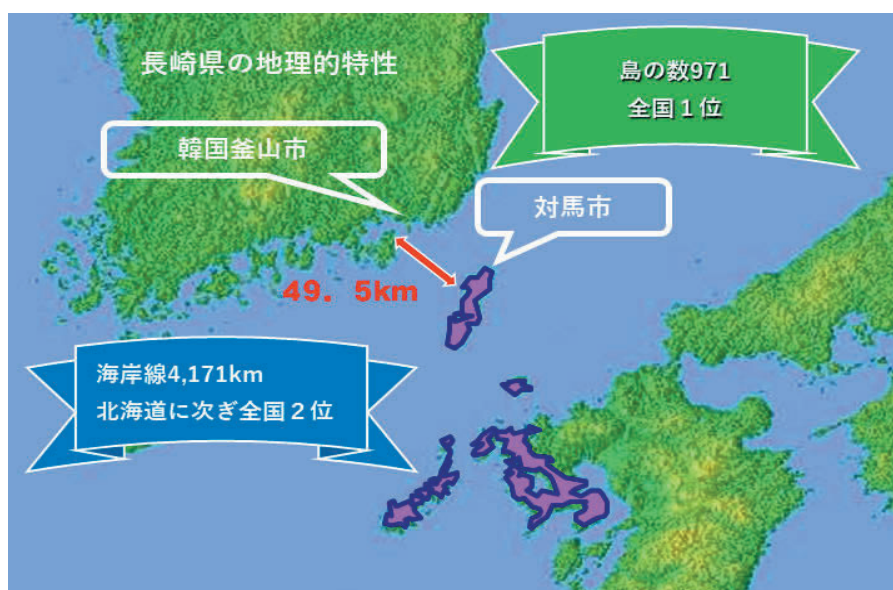 長崎県の地理的特性
島の数971
全国１位
韓国釜山市
対馬市
49．5km
海岸線4,171km
北海道に次ぎ全国２位